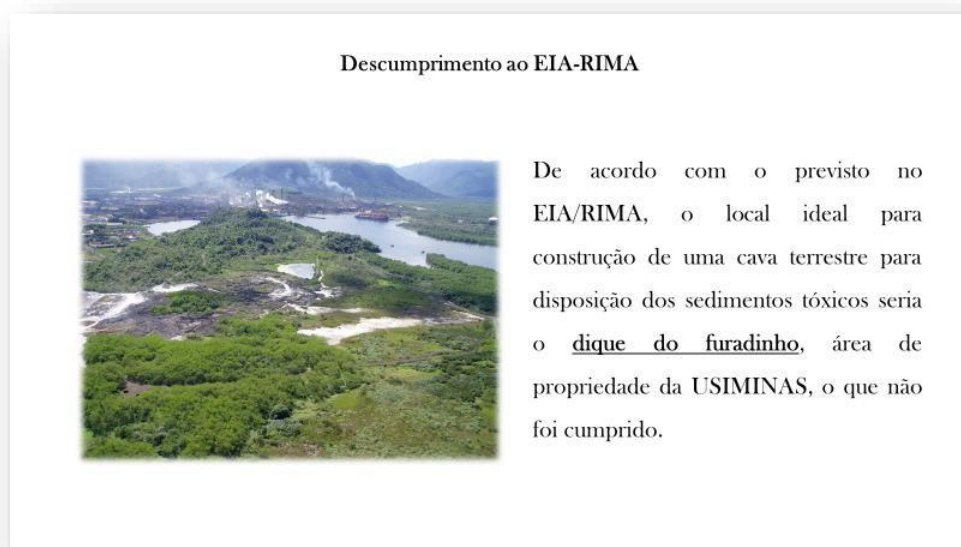 Descumprimento ao EIA-RIMA
De acordo com o previsto no
EIA/RIMA, o local ideal para
construção de uma cava terrestre para
disposição dos sedimentos tóxicos seria
o dique do furadinho, área de
propriedade da USIMINAS, o que não
foi cumprido.